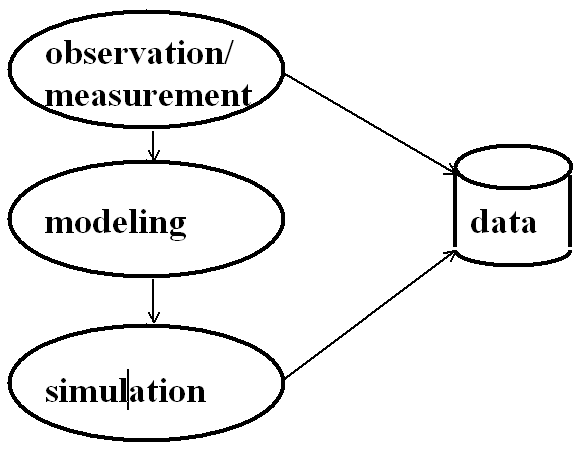 observation/
measurement
modeling
data
simulation